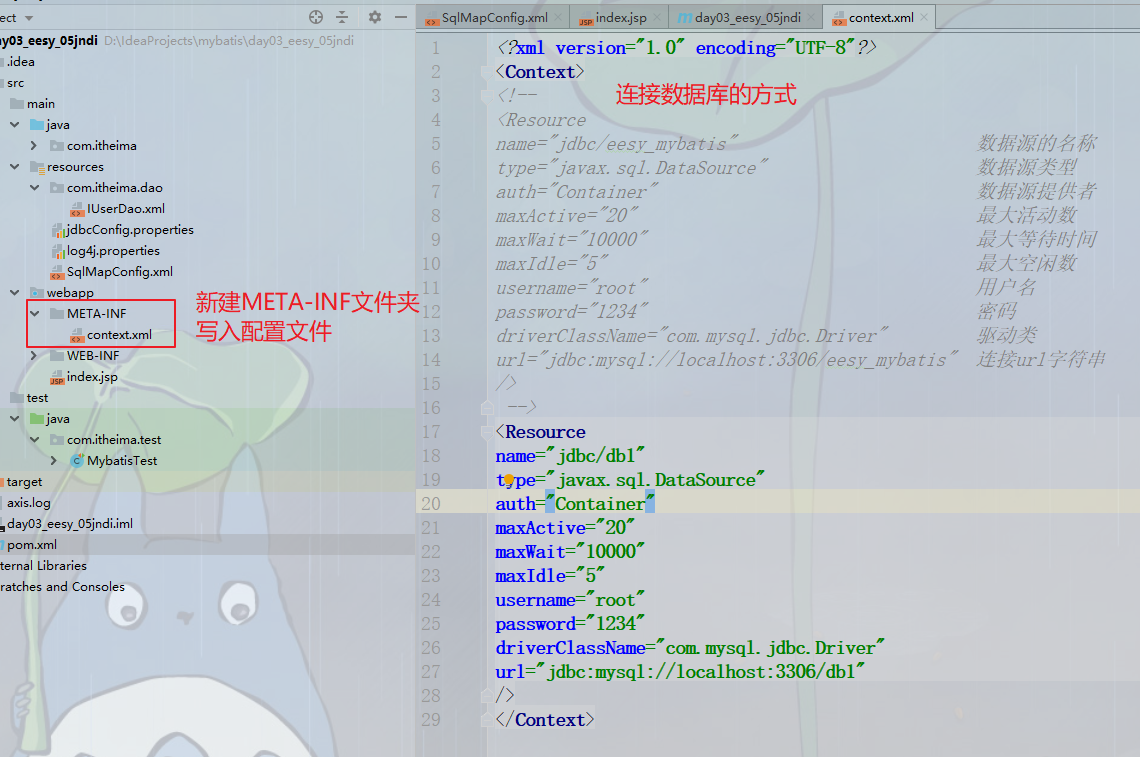 ect
SqlMapConfig.xml
index.jsp
day03_eesy_05jndi
context.xml
ay03_eesy_05jndi D:\IdeaProjects\mybatis\day03_eesy_05jndi
.idea
src
main
java
com.itheima
resources
com.itheima.dao
IUserDao.xml
jdbcConfig.properties
log4j.properties
SqlMapConfig.xml
webapp
META-INF
context.xml
WEB-INF
index.jsp
test
java
com.itheima.test
MybatisTest
target
axis.log
day03_eesy_05jndi.iml
pom.xml
ternal Libraries
ratches and Consoles
新建META-INF文件夹
写入配置文件
连接数据库的方式
1 <?xml version="1.0" encoding="UTF-8"?>
2 <Context>
3 <!--
4 <Resource
5 name="jdbc/eesy_mybatis" 数据源的名称
6 type="javax.sql.DataSource" 数据源类型
7 auth="Container" 数据源提供者
8 maxActive="20" 最大活动数
9 maxWait="10000" 最大等待时间
10 maxIdle="5" 最大空闲数
11 username="root" 用户名
12 password="1234" 密码
13 driverClassName="com.mysql.jdbc.Driver" 驱动类
14 url="jdbc:mysql://localhost:3306/eesy_mybatis" 连接url字符串
15 />
16 -->
17 <Resource
18 name="jdbc/db1"
19 type="javax.sql.DataSource"
20 auth="Container"
21 maxActive="20"
22 maxWait="10000"
23 maxIdle="5"
24 username="root"
25 password="1234"
26 driverClassName="com.mysql.jdbc.Driver"
27 url="jdbc:mysql://localhost:3306/db1"
28 />
29 </Context>